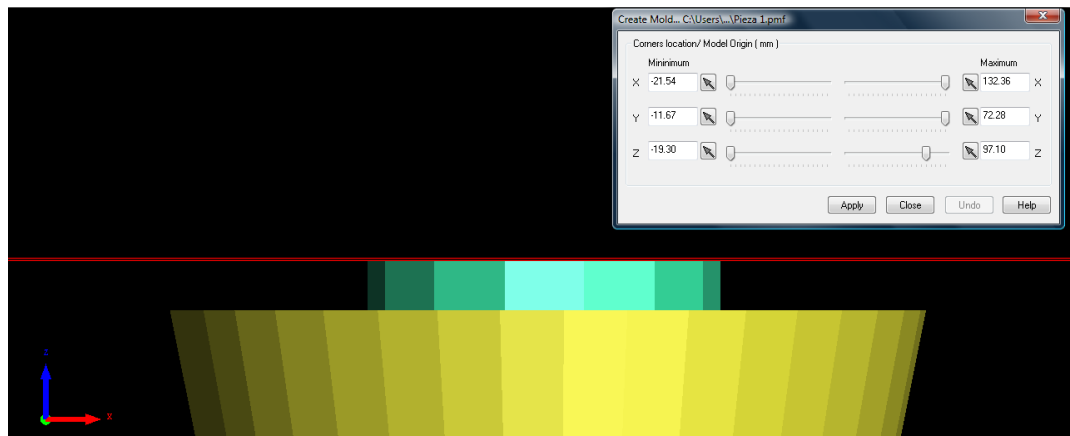 Create Mold... C:\Users\...\Pieza 1.pmf
X
Corners location/ Model Origin ( mm )
Mininimum Maximum
X -21.54 132.36 X
Y -11.67 72.28 Y
Z -19.30 97.10 Z
Apply Close Undo Help
z
x